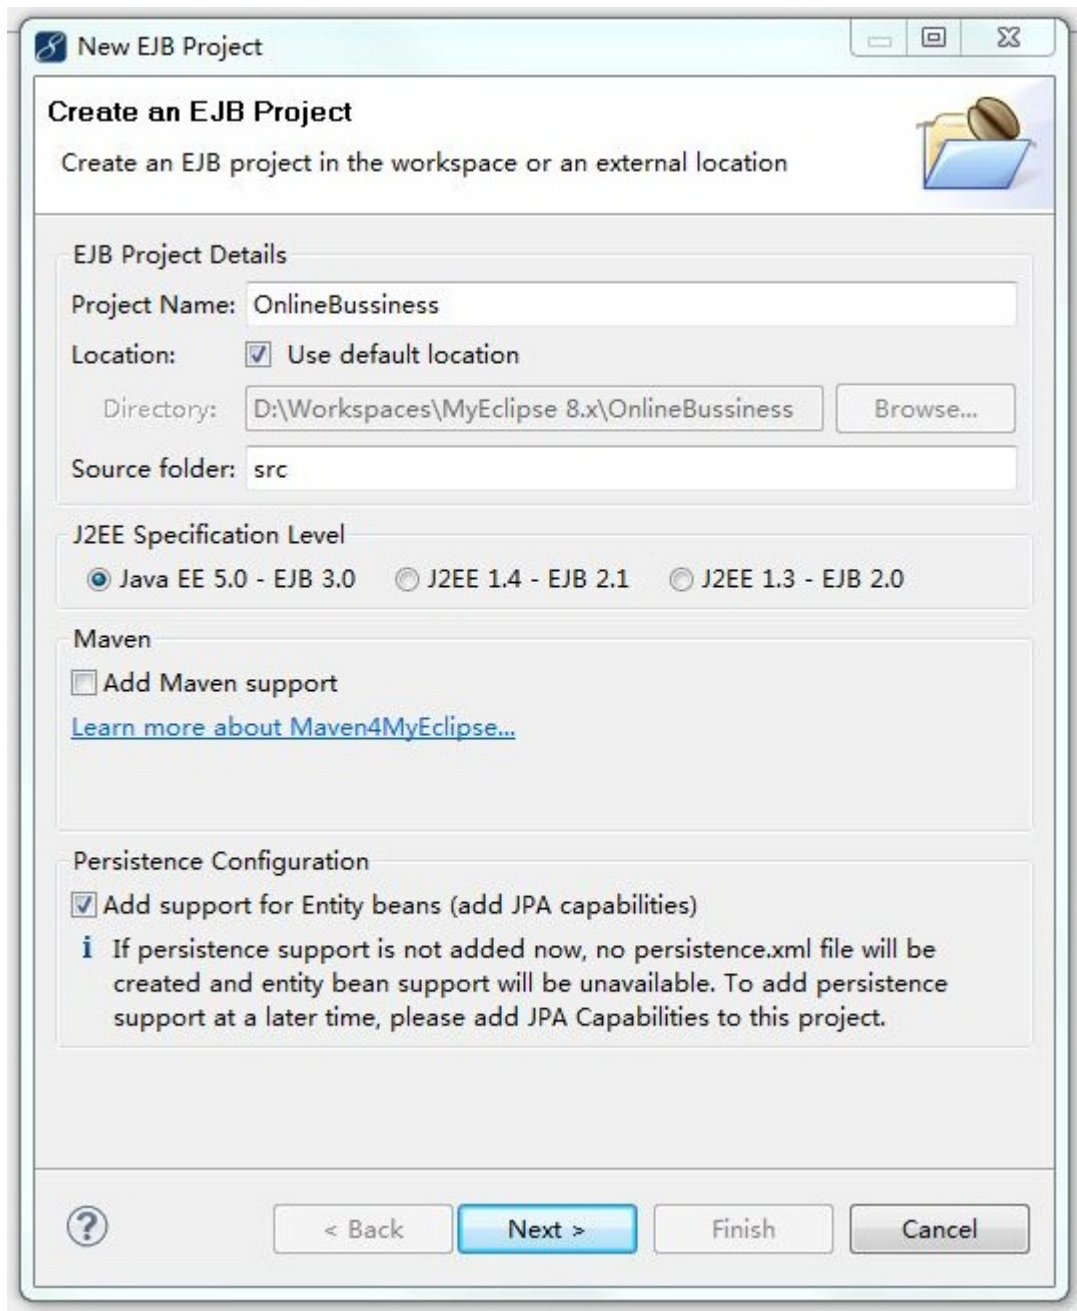 New EJB Project
Create an EJB Project
Create an EJB project in the workspace or an external location
EJB Project Details
Project Name: OnlineBussiness
Location: Use default location
Directory: D:\Workspaces\MyEclipse 8.x\OnlineBussiness Browse...
Source folder: src
J2EE Specification Level
Java EE 5.0 - EJB 3.0 J2EE 1.4 - EJB 2.1 J2EE 1.3 - EJB 2.0
Maven
Add Maven support
Learn more about Maven4MyEclipse...
Persistence Configuration
Add support for Entity beans (add JPA capabilities)
If persistence support is not added now, no persistence.xml file will be
created and entity bean support will be unavailable. To add persistence
support at a later time, please add JPA Capabilities to this project.
< Back Next > Finish Cancel